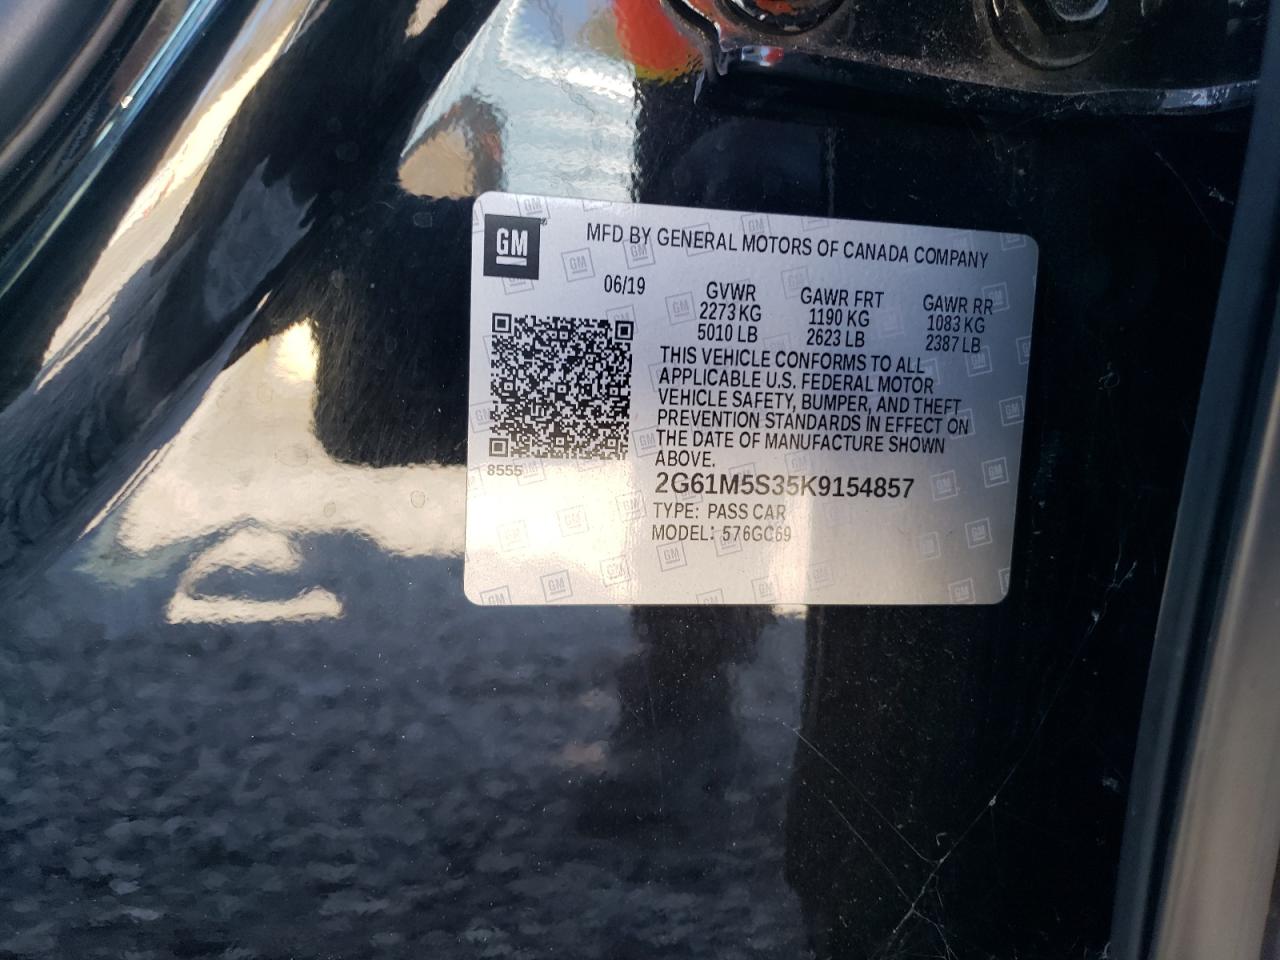 GM
MFD BY GENERAL MOTORS OF CANADA COMPANY
06/19
GVWR
2273 KG
5010 LB
GAWR FRT
1190 KG
2623 LB
GAWR RR
1083 KG
2387 LB
THIS VEHICLE CONFORMS TO ALL
APPLICABLE U.S. FEDERAL MOTOR
VEHICLE SAFETY, BUMPER, AND THEFT
PREVENTION STANDARDS IN EFFECT ON
THE DATE OF MANUFACTURE SHOWN
ABOVE.
8555
2G61M5S35K9154857
TYPE: PASS CAR
MODEL: 576GC69